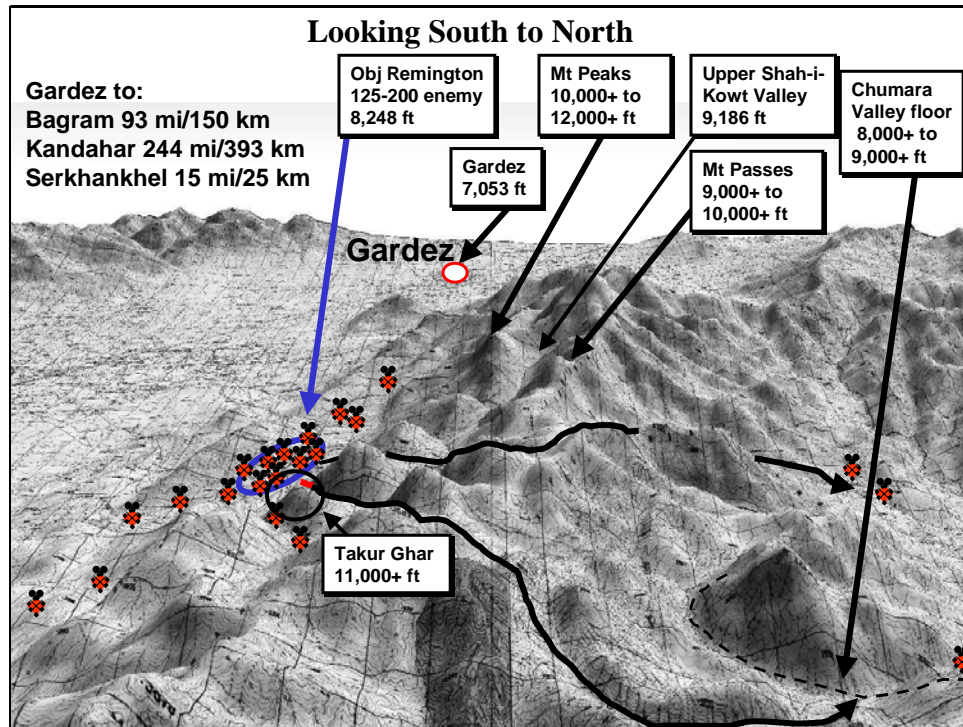 Looking South to North
Gardez to:
Bagram 93 mi/150 km
Kandahar 244 mi/393 km
Serkhankhel 15 mi/25 km
Obj Remington
125-200 enemy
8,248 ft
Mt Peaks
10,000+ to
12,000+ ft
Upper Shah-i-
Kowt Valley
9,186 ft
Chumara
Valley floor
8,000+ to
9,000+ ft
Gardez
7,053 ft
Mt Passes
9,000+ to
10,000+ ft
Gardez
Takur Ghar
11,000+ ft